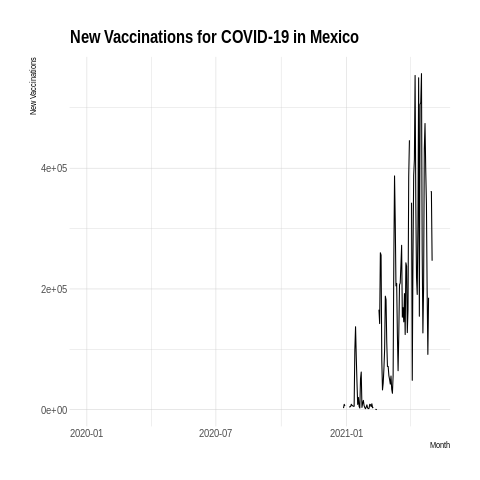 New Vaccinations for COVID-19 in Mexico
New Vaccinations
4e+05
2e+05
0e+00
2020-01 2020-07 2021-01
Month